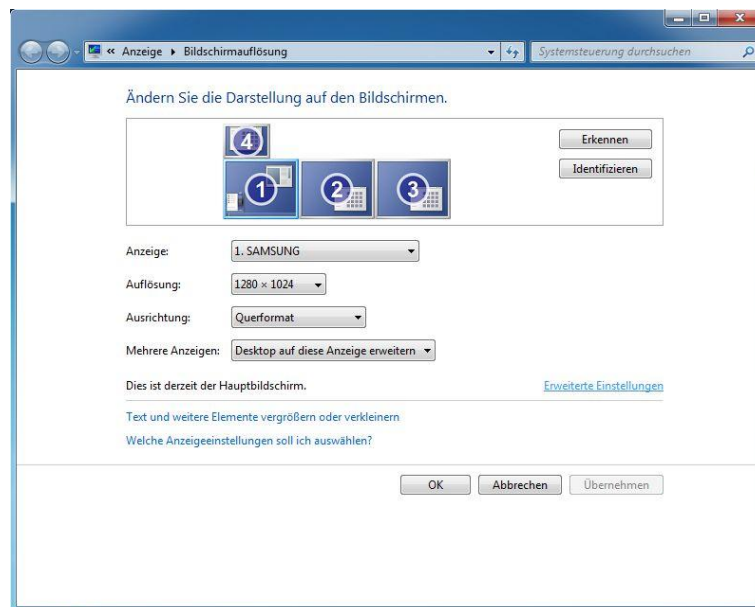 « Anzeige ▸ Bildschirmauflösung
Systemsteuerung durchsuchen
Ändern Sie die Darstellung auf den Bildschirmen.
4
1 2 3
Erkennen
Identifizieren
Anzeige: 1. SAMSUNG
Auflösung: 1280 × 1024
Ausrichtung: Querformat
Mehrere Anzeigen: Desktop auf diese Anzeige erweitern
Dies ist derzeit der Hauptbildschirm. Erweiterte Einstellungen
Text und weitere Elemente vergrößern oder verkleinern
Welche Anzeigeeinstellungen soll ich auswählen?
OK Abbrechen Übernehmen